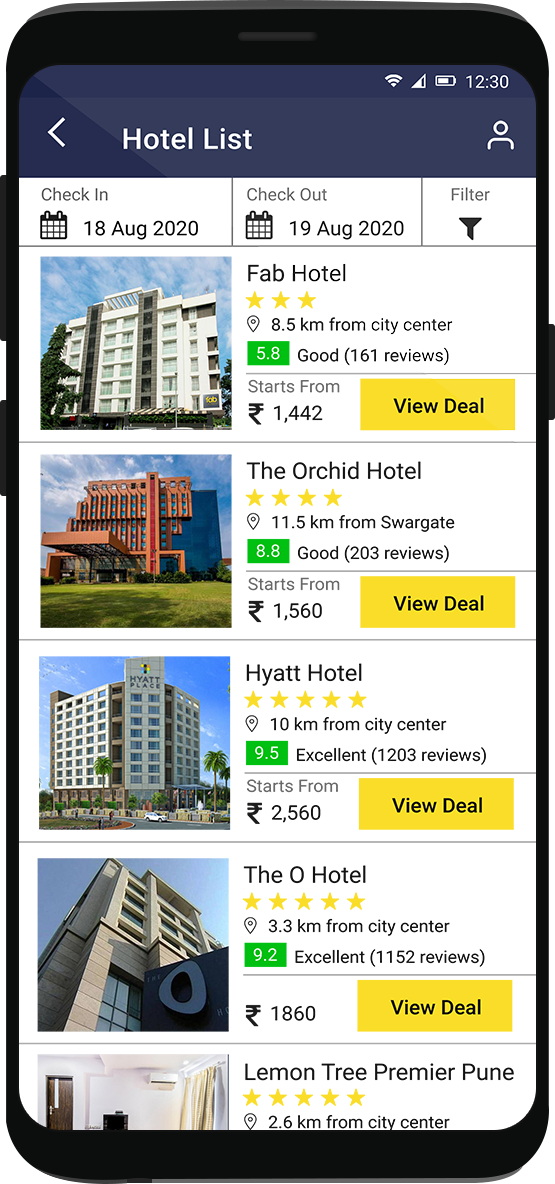 12:30
Hotel List
Check In
18 Aug 2020
Check Out
19 Aug 2020
Filter
fab
Fab Hotel
8.5 km from city center
5.8 Good (161 reviews)
Starts From
₹ 1,442
View Deal
The Orchid Hotel
11.5 km from Swargate
8.8 Good (203 reviews)
Starts From
₹ 1,560
View Deal
HYATT
PLACE
Hyatt Hotel
10 km from city center
9.5 Excellent (1203 reviews)
Starts From
₹ 2,560
View Deal
THE O
The O Hotel
3.3 km from city center
9.2 Excellent (1152 reviews)
₹ 1860
View Deal
Lemon Tree Premier Pune
2.6 km from city center